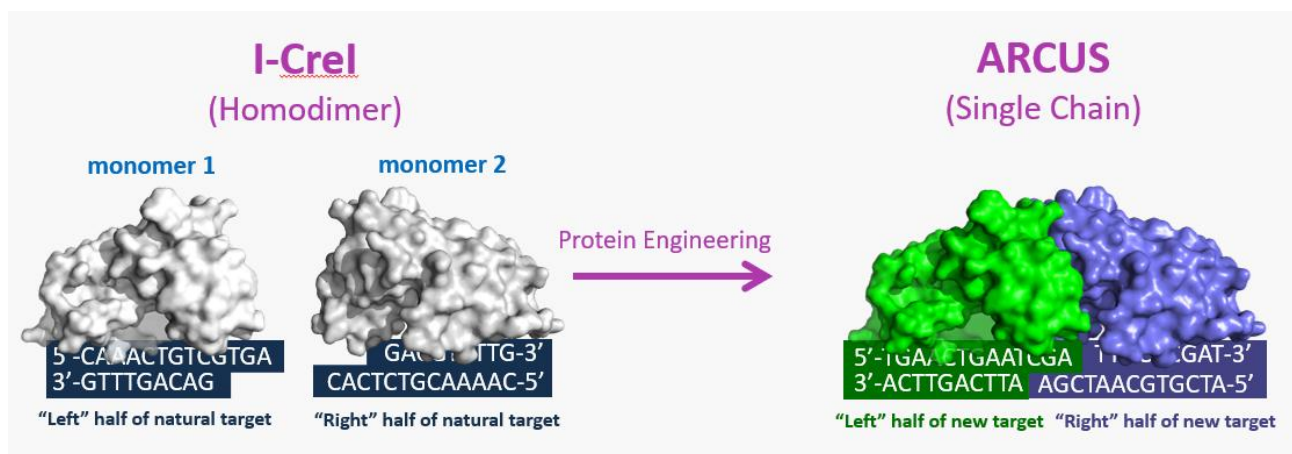 I-CreI
(Homodimer)
monomer 1
monomer 2
5'-CAAACTGTCGTGA
3'-GTTTGACAG
"Left" half of natural target
CACTCTGCAAAAC-5'
"Right" half of natural target
Protein Engineering
ARCUS
(Single Chain)
5'-TGAACTGAATCGA
3'-ACTTGACTTA AGCTAACGTGCTA-5'
"Left" half of new target "Right" half of new target